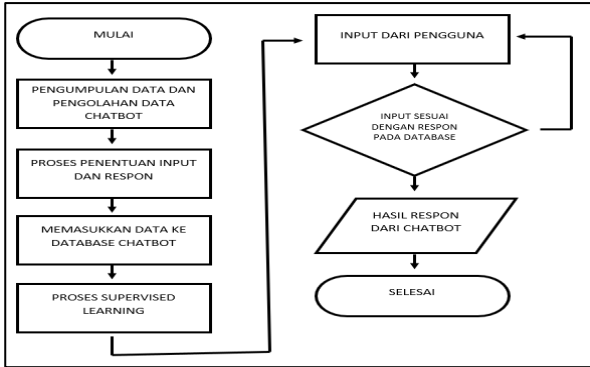 MULAI
PENGUMPULAN DATA DAN
PENGOLAHAN DATA
CHATBOT
PROSES PENENTUAN INPUT
DAN RESPON
MEMASUKKAN DATA KE
DATABASE CHATBOT
PROSES SUPERVISED
LEARNING
INPUT DARI PENGGUNA
INPUT SESUAI
DENGAN RESPON
PADA DATABASE
HASIL RESPON
DARI CHATBOT
SELESAI